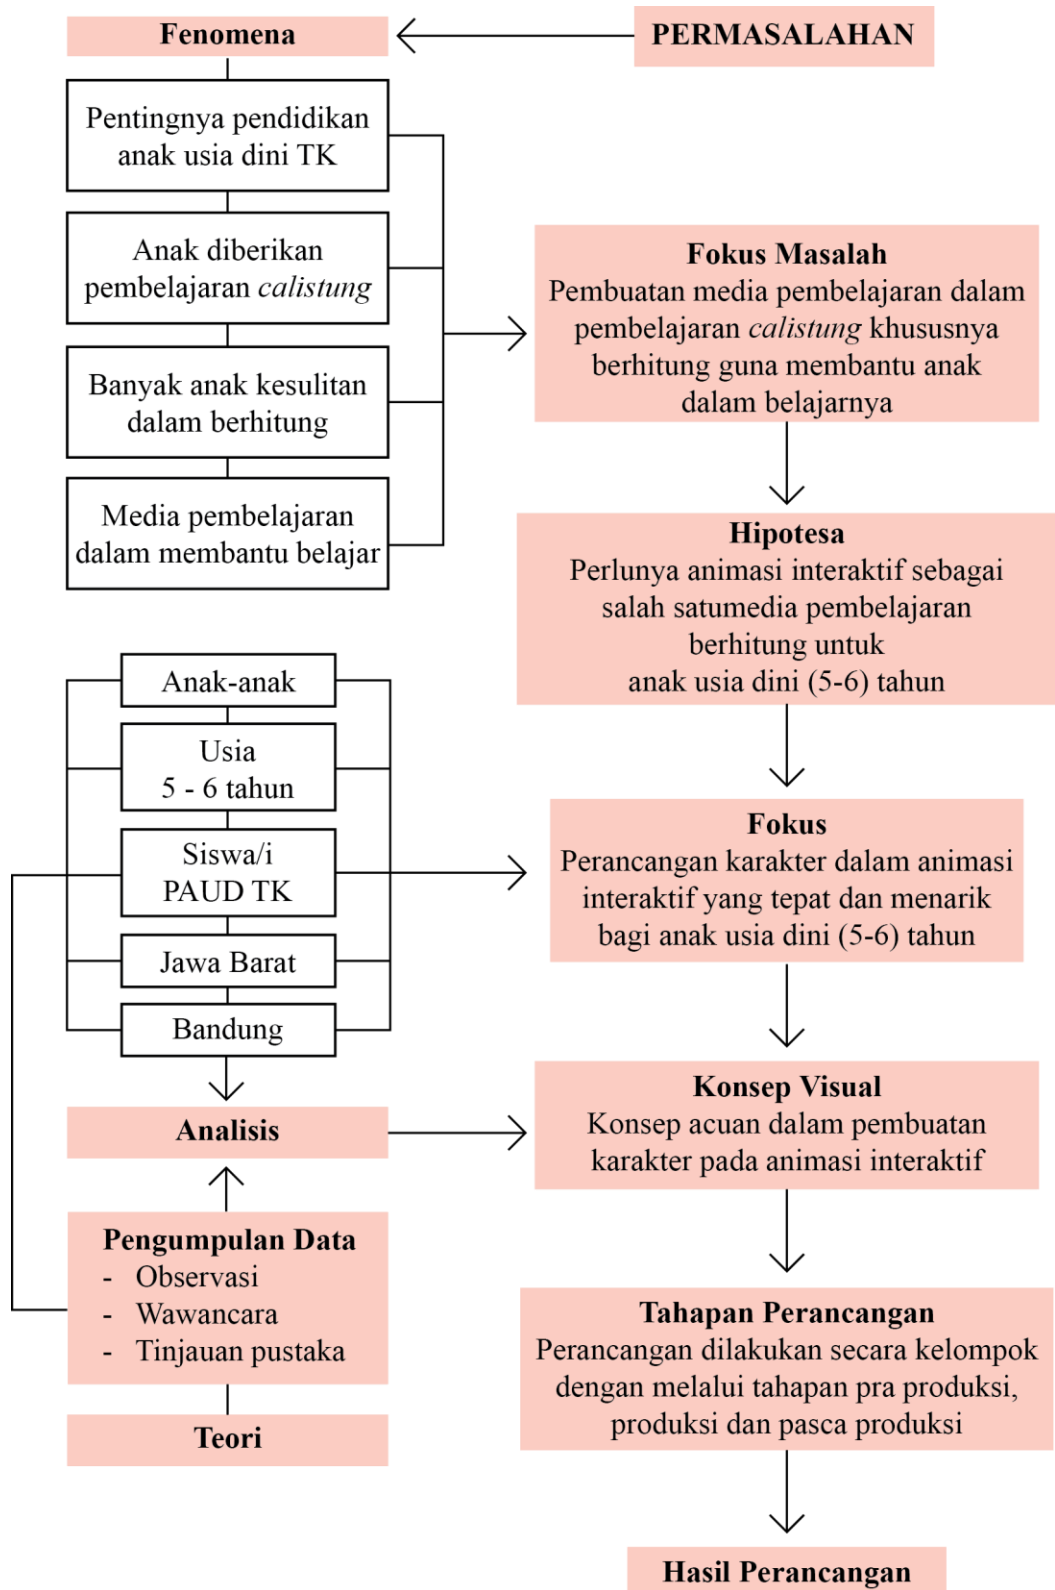 PERMASALAHAN
Fenomena
Pentingnya pendidikan
anak usia dini TK
Anak diberikan
pembelajaran calistung
Banyak anak kesulitan
dalam berhitung
Media pembelajaran
dalam membantu belajar
Fokus Masalah
Pembuatan media pembelajaran dalam
pembelajaran calistung khususnya
berhitung guna membantu anak
dalam belajarnya
Hipotesa
Perlunya animasi interaktif sebagai
salah satumedia pembelajaran
berhitung untuk
anak usia dini (5-6) tahun
Anak-anak
Usia
5 - 6 tahun
Siswa/i
PAUD TK
Jawa Barat
Bandung
Fokus
Perancangan karakter dalam animasi
interaktif yang tepat dan menarik
bagi anak usia dini (5-6) tahun
Analisis
Konsep Visual
Konsep acuan dalam pembuatan
karakter pada animasi interaktif
Pengumpulan Data
- Observasi
- Wawancara
- Tinjauan pustaka
Teori
Tahapan Perancangan
Perancangan dilakukan secara kelompok
dengan melalui tahapan pra produksi,
produksi dan pasca produksi
Hasil Perancangan